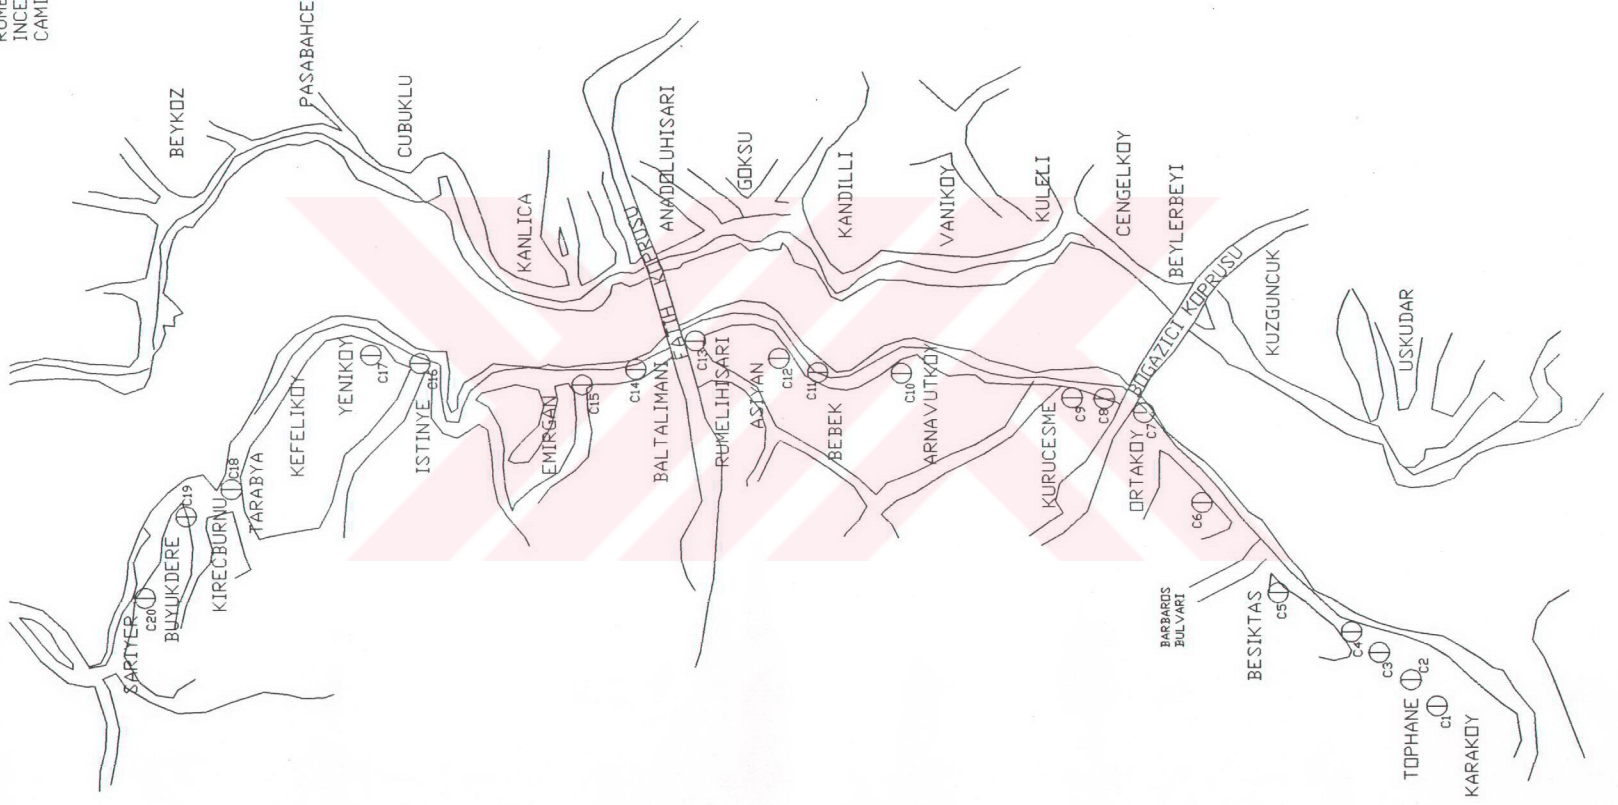 RUME
INCE
CAMI
BEYKOZ
PASABAHCE
CUBUKLU
KANLICA
ANADOLUHISARI
GOKSU
KANDILLI
VANIKOY
KULELI
CENGELKOY
BEYLERBEYI
KUZGUNCUK
USKUDAR
FATIH KOPRUSU
BOGAZICI KOPRUSU
SARIYER
C20
BUYUKDERE
C19
KIRECBURNU
C18
TARABYA
KEFELIKOY
YENIKOY
C17
ISTINYE
C16
EMIRGAN
C15
C14
BALTALIMANI
C13
RUMELIHISARI
ASIYAN
C12
C11
BEBEK
C10
ARNAVUTKOY
KURUCESME
C9
C8
ORTAKOY
C7
C6
BARBAROS
BULVARI
BESIKTAS
C5
C4
C3
C2
TOPHANE
C1
KARAKOY